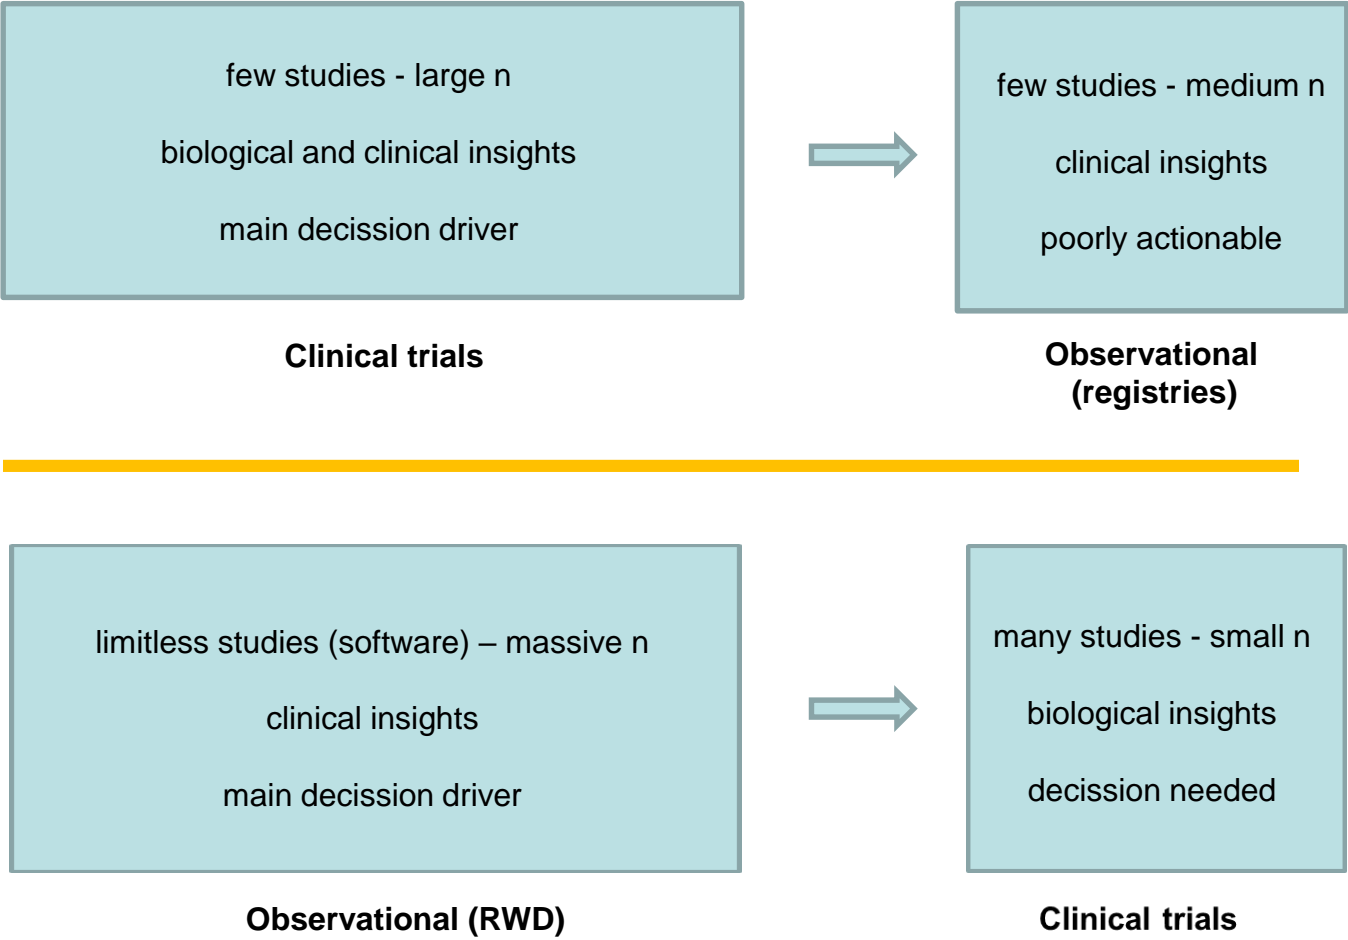 few studies - large n
biological and clinical insights
main decission driver
Clinical trials
few studies - medium n
clinical insights
poorly actionable
Observational
(registries)
limitless studies (software) – massive n
clinical insights
main decission driver
Observational (RWD)
many studies - small n
biological insights
decission needed
Clinical trials